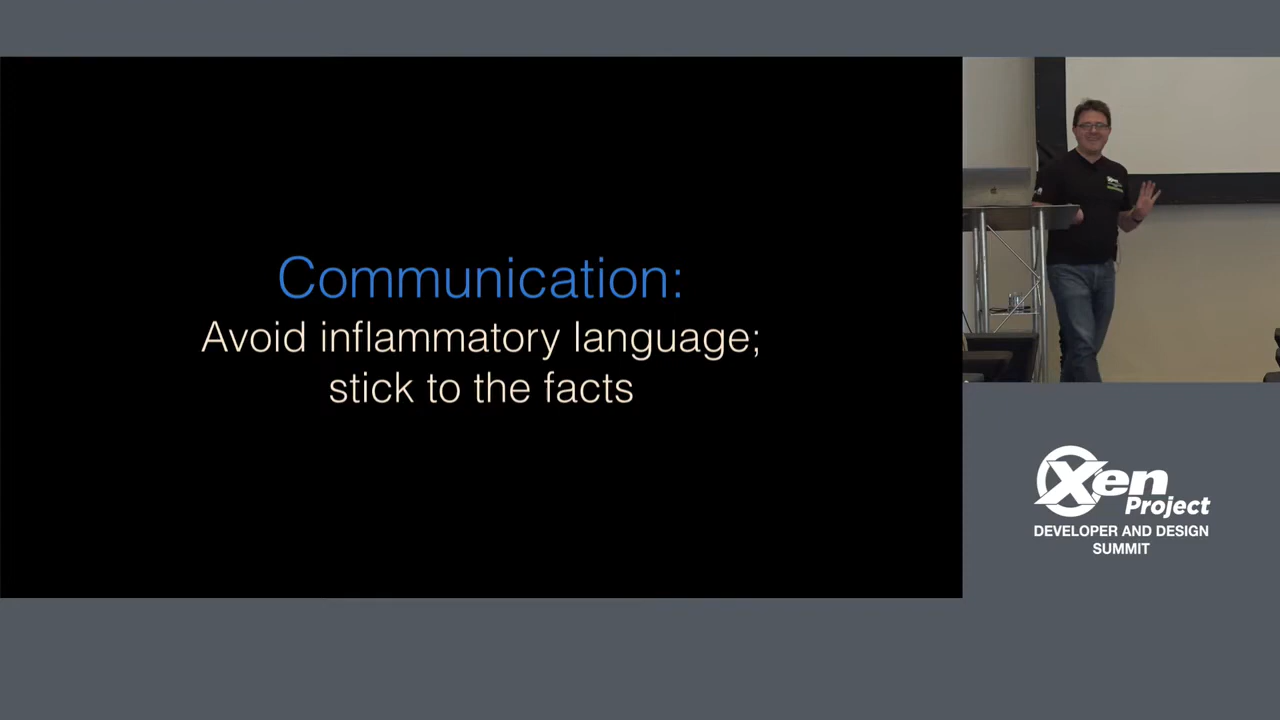 Communication:
Avoid inflammatory language;
stick to the facts
Xen
Project
DEVELOPER AND DESIGN
SUMMIT